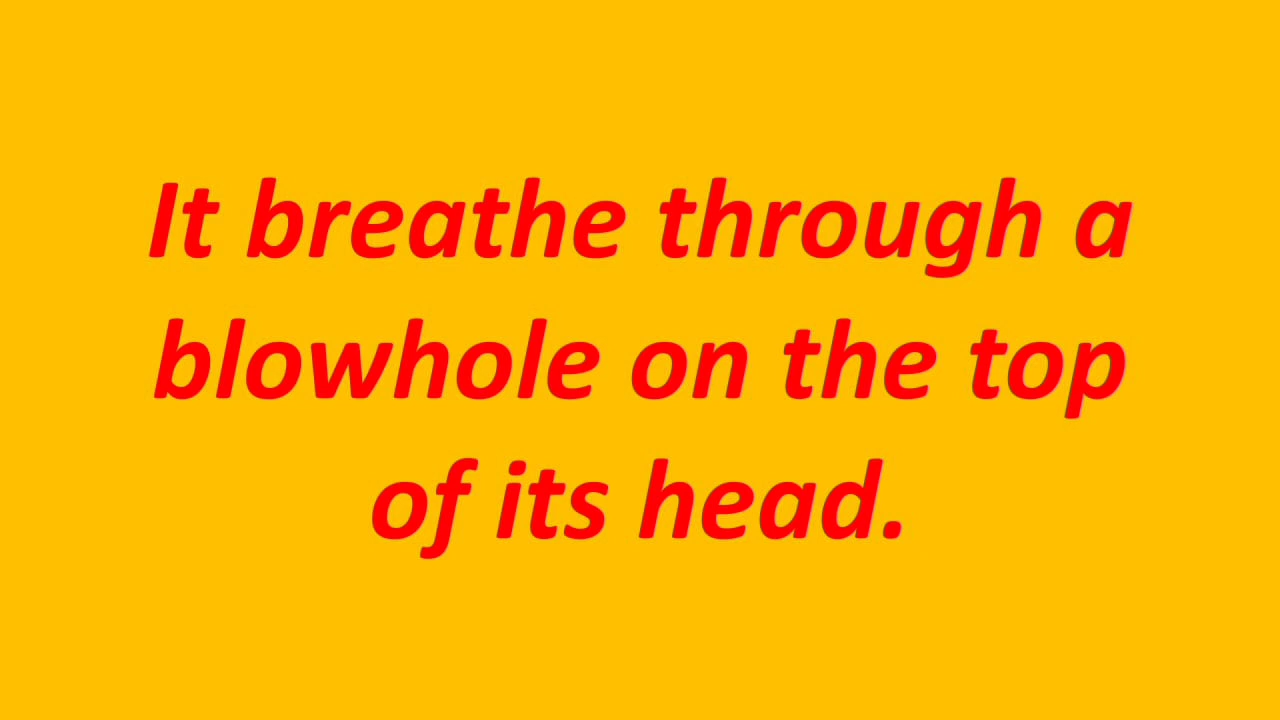 It breathe through a
blowhole on the top
of its head.